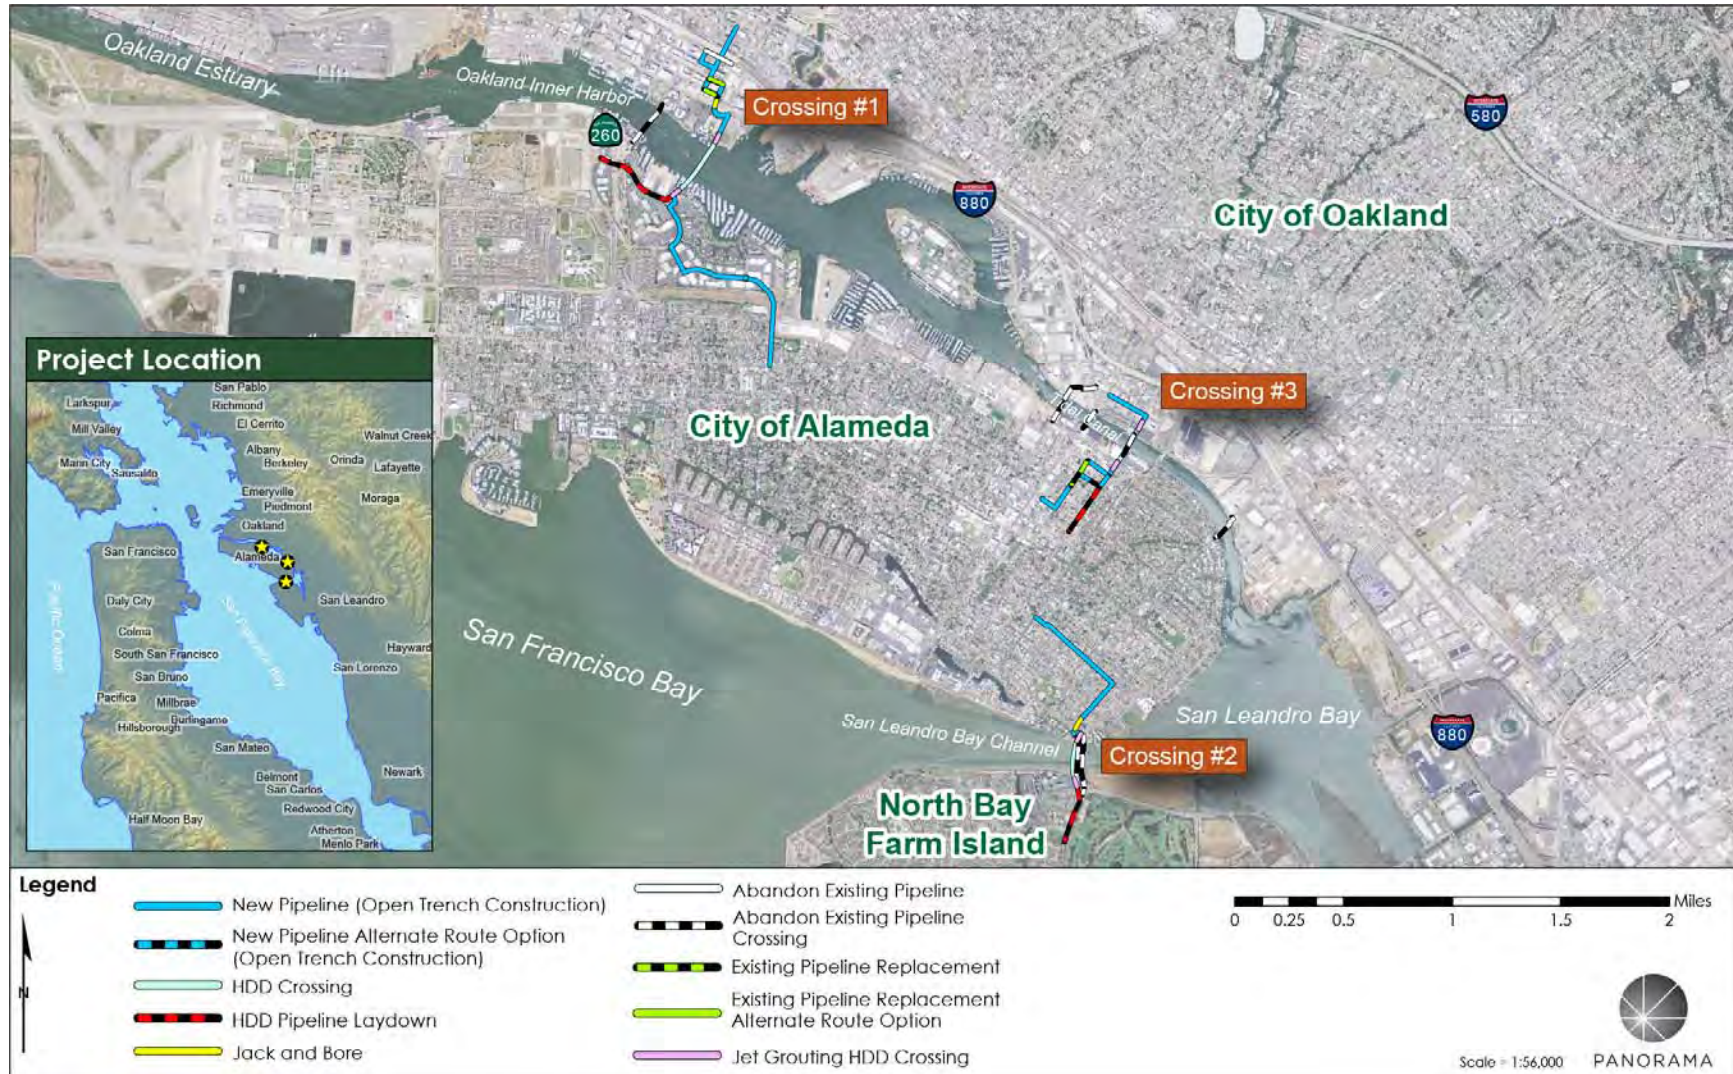 Oakland Estuary
Oakland Inner Harbor
260
Crossing #1
580
880
City of Oakland
Project Location
San Pablo
Larkspur
Richmond
Mill Valley
El Cerrito
Walnut Creek
Albany
Marin City
Berkeley
Orinda
Sausalito
Lafayette
Emeryville
Moraga
Piedmont
Oakland
San Francisco
Alameda
Daly City
San Leandro
Pacific Ocean
San Francisco Bay
Colma
Hayward
South San Francisco
San Lorenzo
San Bruno
Pacifica
Millbrae
Burlingame
Hillsborough
San Mateo
Belmont
Newark
San Carlos
Redwood City
Half Moon Bay
Atherton
Menlo Park
City of Alameda
Crossing #3
Tidal Canal
San Francisco Bay
San Leandro Bay Channel
San Leandro Bay
880
Crossing #2
North Bay
Farm Island
Legend
N
New Pipeline (Open Trench Construction)
New Pipeline Alternate Route Option
(Open Trench Construction)
HDD Crossing
HDD Pipeline Laydown
Jack and Bore
Abandon Existing Pipeline
Abandon Existing Pipeline
Crossing
Existing Pipeline Replacement
Existing Pipeline Replacement
Alternate Route Option
Jet Grouting HDD Crossing
Miles
0 0.25 0.5 1 1.5 2
Scale = 1:56,000
PANORAMA